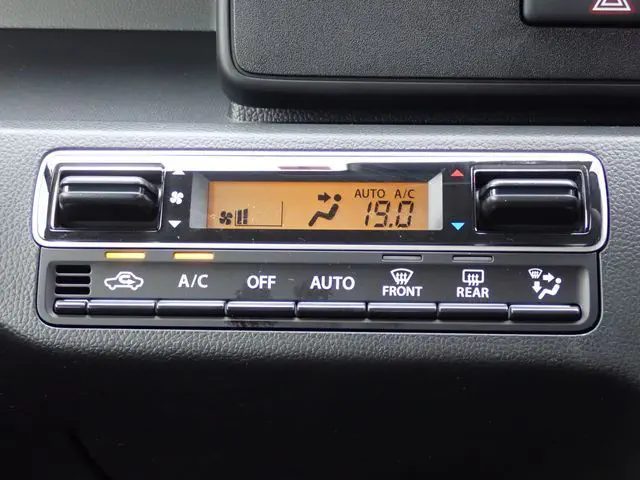 AUTO A/C
19.0
A/C OFF AUTO FRONT REAR